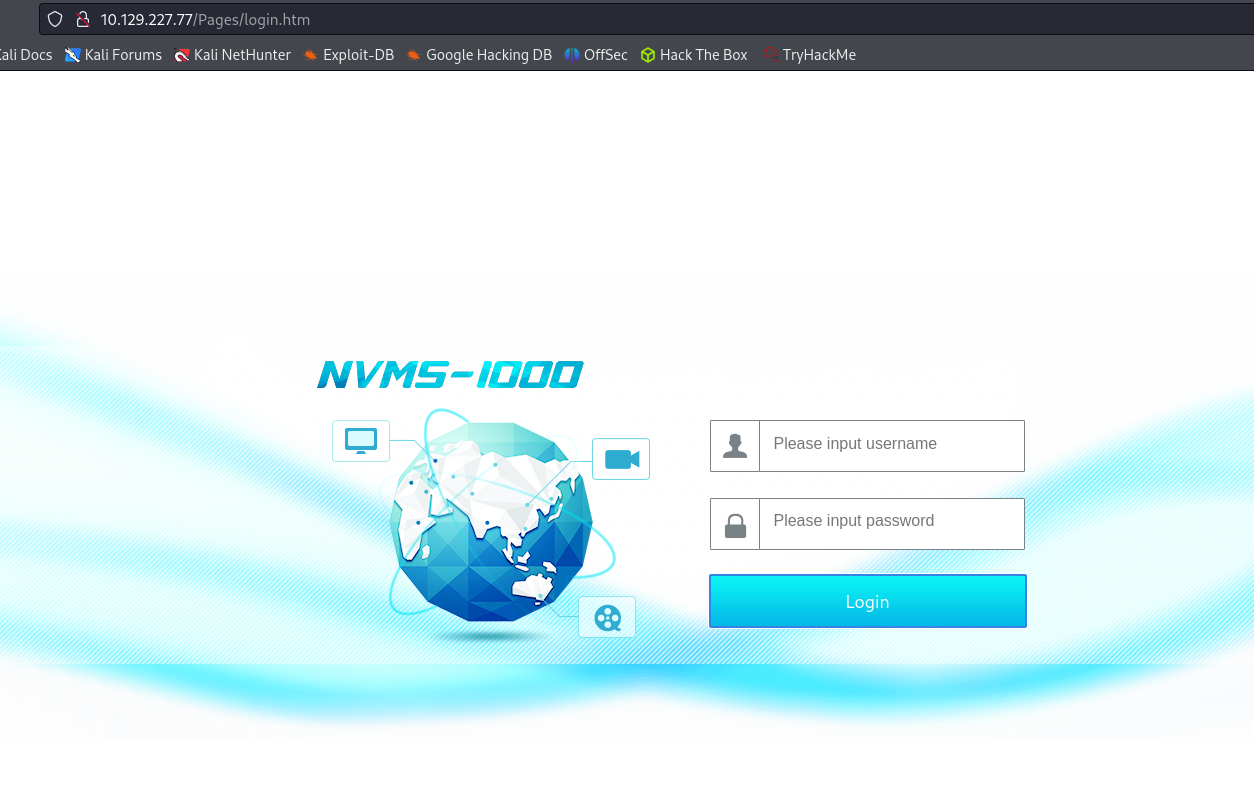 10.129.227.77/Pages/login.htm
Kali Docs Kali Forums Kali NetHunter Exploit-DB Google Hacking DB OffSec Hack The Box TryHackMe
NVMS-1000
Please input username
Please input password
Login